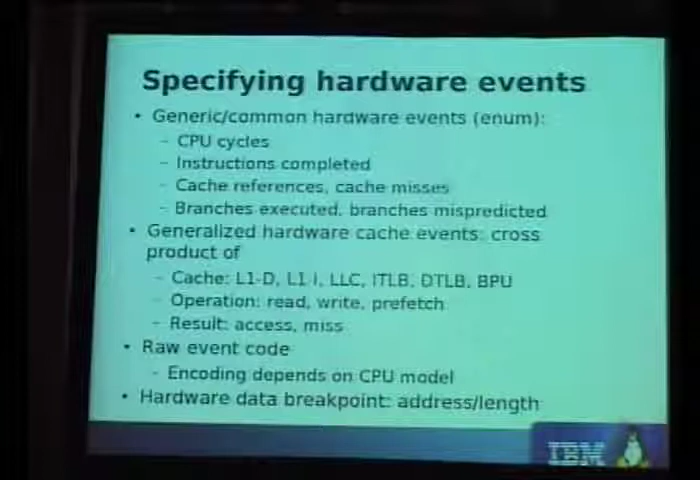 Specifying hardware events
• Generic/common hardware events (enum):
– CPU cycles
– Instructions completed
– Cache references, cache misses
– Branches executed, branches mispredicted
• Generalized hardware cache events: cross
product of
– Cache: L1-D, L1-I, LLC, ITLB, DTLB, BPU
– Operation: read, write, prefetch
– Result: access, miss
• Raw event code
– Encoding depends on CPU model
• Hardware data breakpoint: address/length
IBM